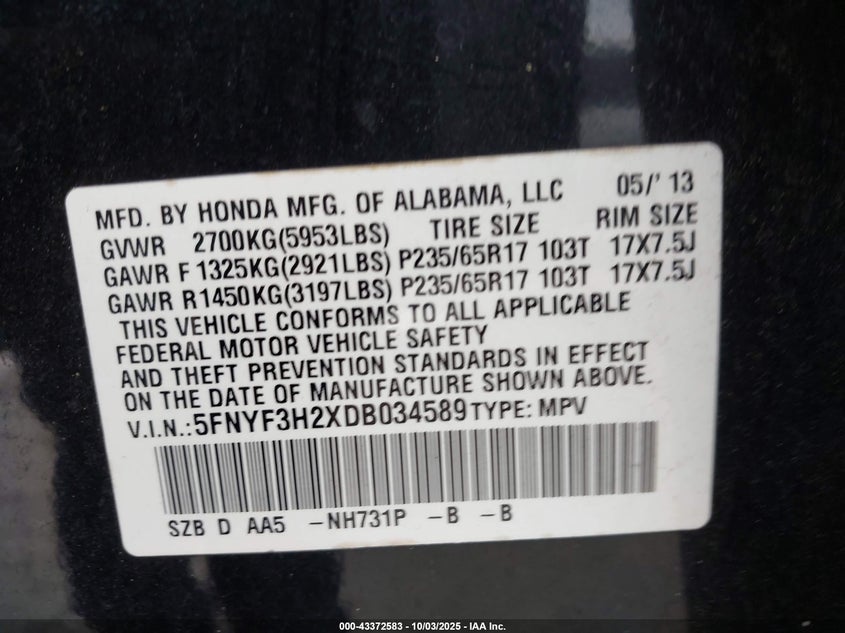 MFD. BY HONDA MFG. OF ALABAMA, LLC 05/' 13
GVWR 2700KG(5953LBS) TIRE SIZE RIM SIZE
GAWR F 1325KG(2921LBS) P235/65R17 103T 17X7.5J
GAWR R1450KG(3197LBS) P235/65R17 103T 17X7.5J
THIS VEHICLE CONFORMS TO ALL APPLICABLE
FEDERAL MOTOR VEHICLE SAFETY
AND THEFT PREVENTION STANDARDS IN EFFECT
ON THE DATE OF MANUFACTURE SHOWN ABOVE.
V.I.N.: 5FNYF3H2XDB034589 TYPE: MPV
SZB D AA5 -NH731P -B -B
000-43372583 - 10/03/2025 - IAA Inc.